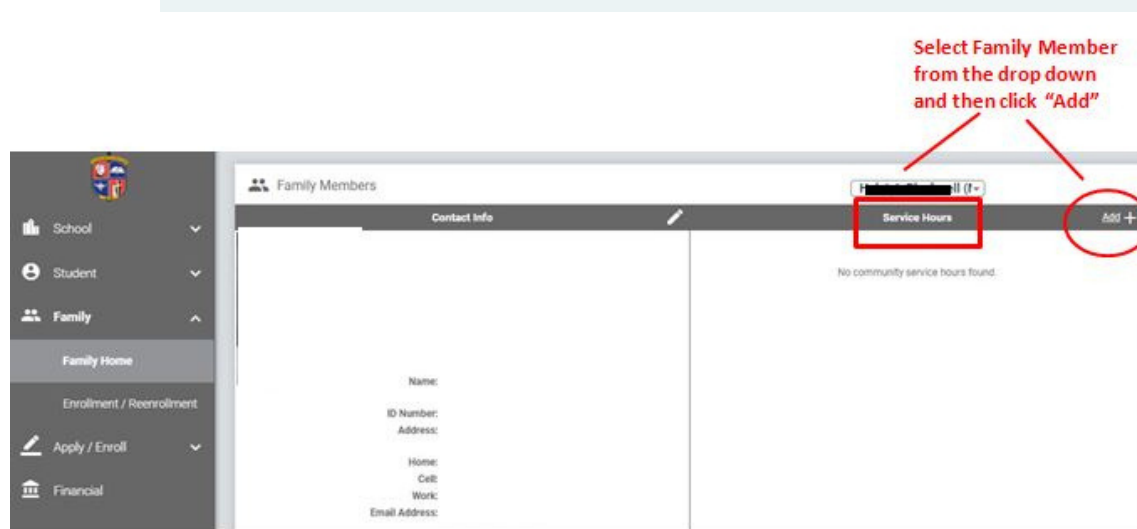 Select Family Member
from the drop down
and then click “Add”
Family Members
Contact Info
Service Hours
Add +
School
Student
Family
Family Home
Enrollment / Reenrollment
Apply / Enroll
Financial
No community service hours found.
Name:
ID Number:
Address:
Home:
Cell:
Work:
Email Address: